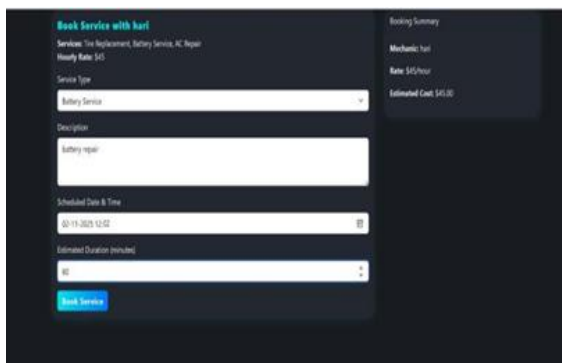 Book Service with hari
Services: Tire Replacement, Battery Service, AC Repair
Hourly Rate: $45
Service Type
Battery Service
Description
battery repair
Scheduled Date & Time
02-11-2025 12:02
Estimated Duration (minutes)
60
Book Service
Booking Summary
Mechanic: hari
Rate: $45/hour
Estimated Cost: $45.00